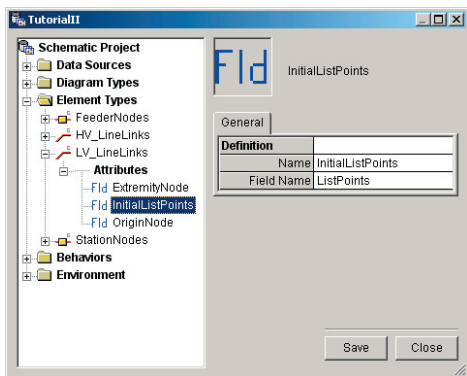 TutorialII
Schematic Project
Data Sources
Diagram Types
Element Types
FeederNodes
HV_LineLinks
LV_LineLinks
Attributes
Fld ExtremityNode
Fld InitialListPoints
Fld OriginNode
StationNodes
Behaviors
Environment
Fld InitialListPoints
General
Definition
Name InitialListPoints
Field Name ListPoints
Save Close